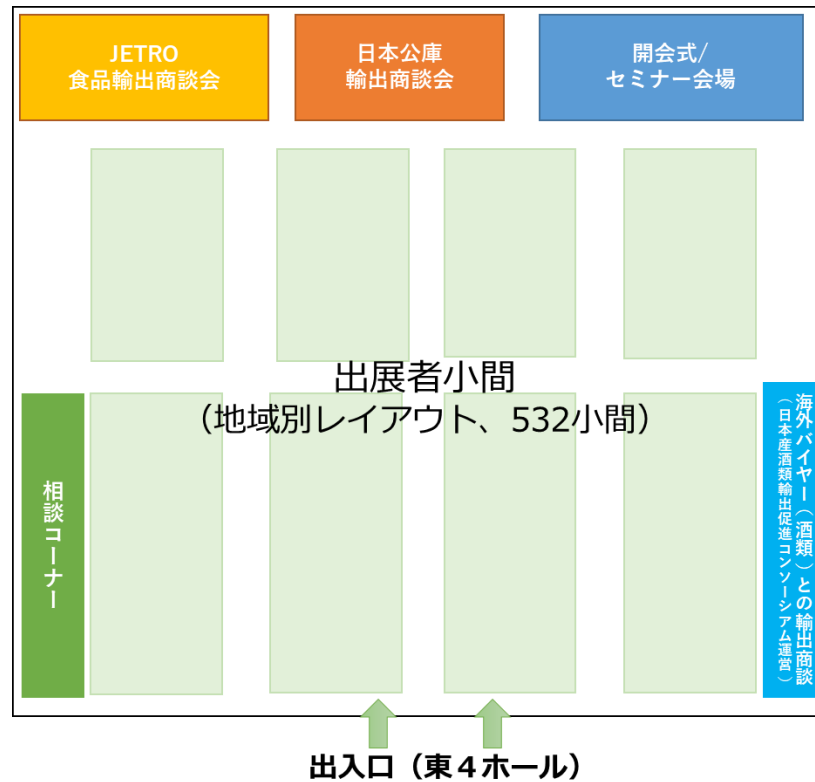 JETRO
食品輸出商談会
日本公庫
輸出商談会
開会式/
セミナー会場
出展者小間
（地域別レイアウト、532小間）
相談コーナー
海外バイヤー（酒類）との輸出商談
（日本産酒類輸出促進コンソーシアム運営）
出入口（東４ホール）